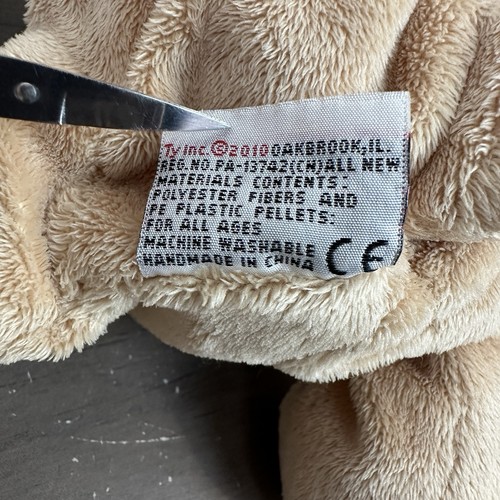 Ty inc. ©2010 OAKBROOK, IL.
REG.NO.PA-13742(CN)ALL NEW
MATERIALS CONTENTS:
POLYESTER FIBERS AND
PE PLASTIC PELLETS:
FOR ALL AGES
MACHINE WASHABLE
HANDMADE IN CHINA CE